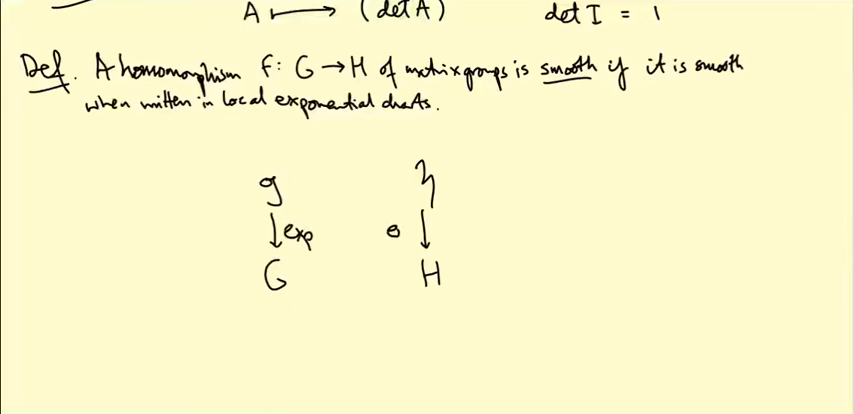 A ⟼ (det A) det I = 1
Def. A homomorphism f: G → H of matrix groups is smooth if it is smooth
when written in local exponential charts.
𝔤 𝔥
↓ exp e ↓
G H